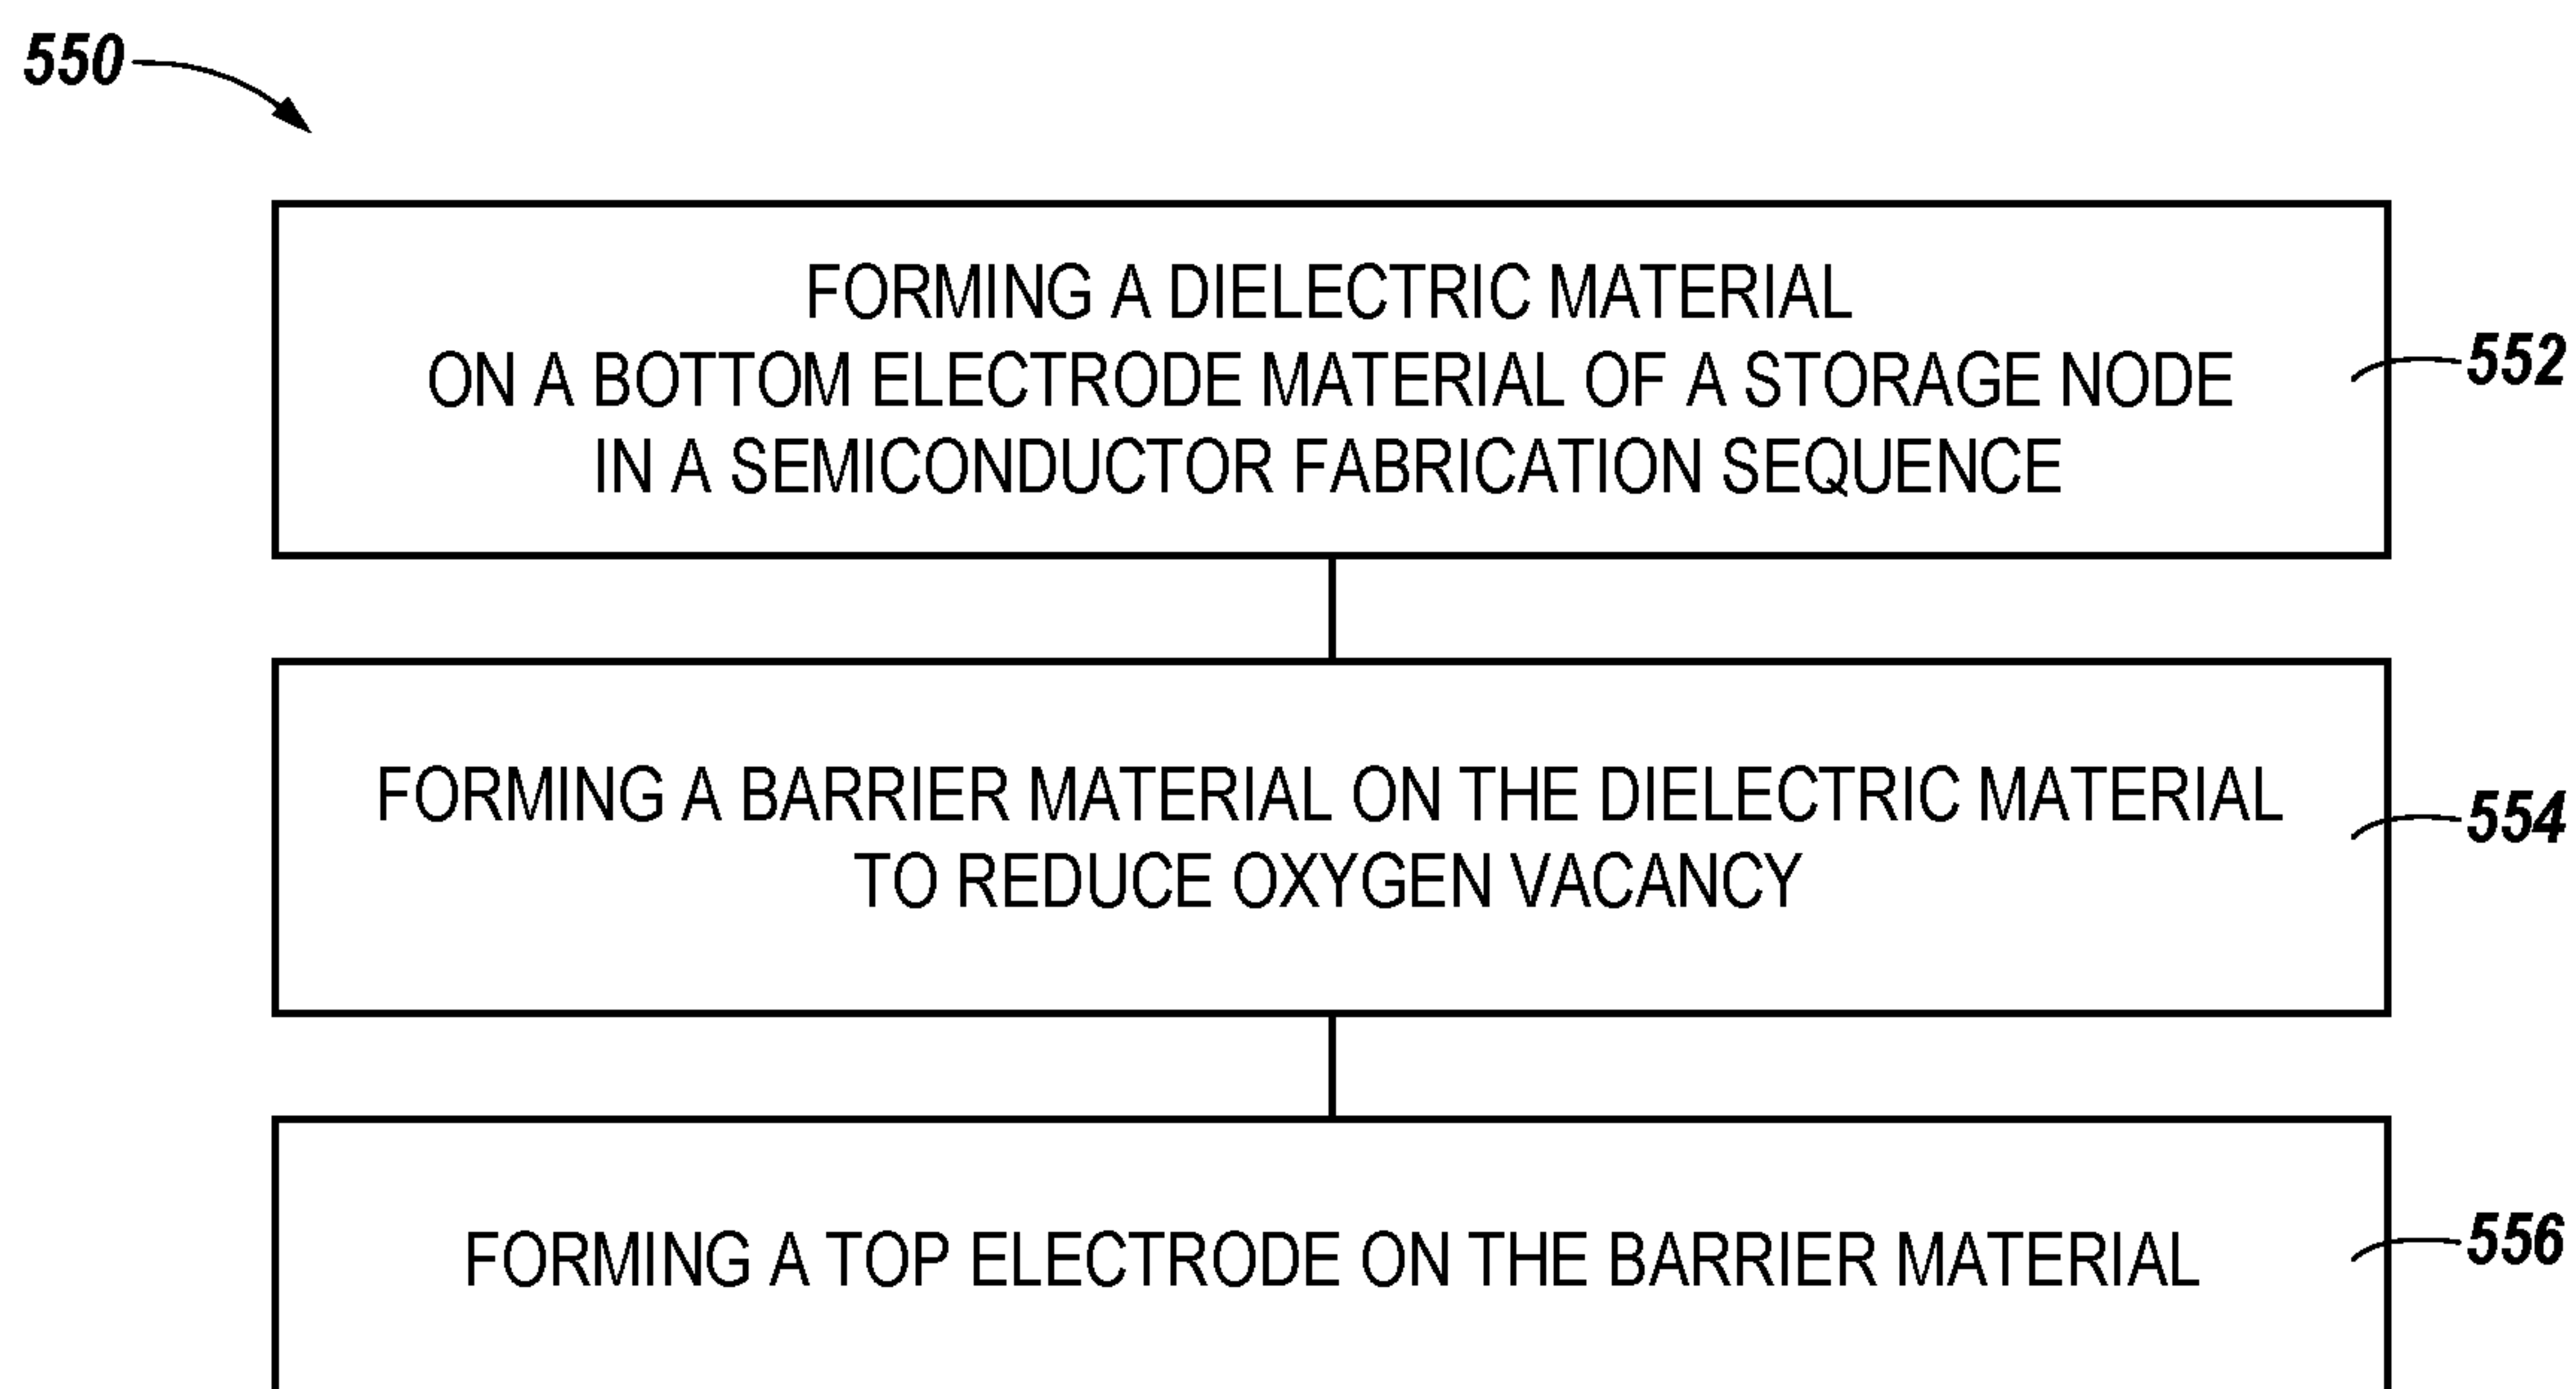 550
FORMING A DIELECTRIC MATERIAL
ON A BOTTOM ELECTRODE MATERIAL OF A STORAGE NODE
IN A SEMICONDUCTOR FABRICATION SEQUENCE
552
FORMING A BARRIER MATERIAL ON THE DIELECTRIC MATERIAL
TO REDUCE OXYGEN VACANCY
554
FORMING A TOP ELECTRODE ON THE BARRIER MATERIAL
556